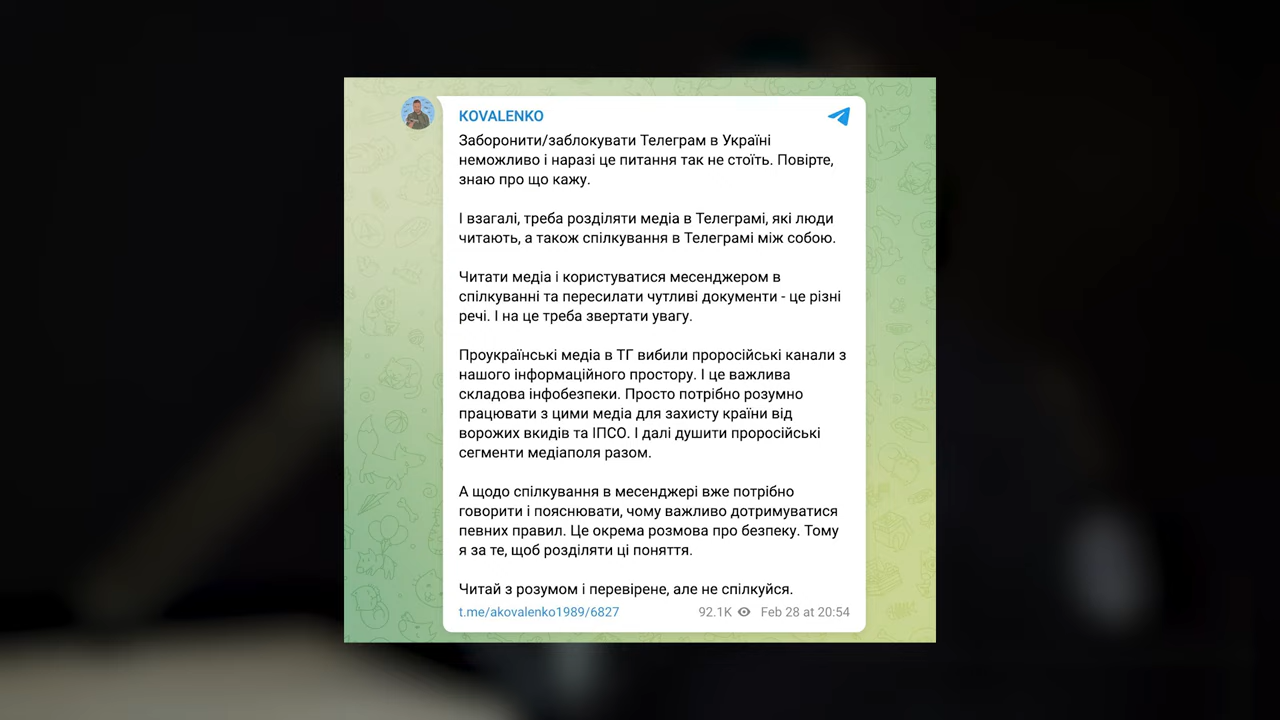 KOVALENKO
Заборонити/заблокувати Телеграм в Україні
неможливо і наразі це питання так не стоїть. Повірте,
знаю про що кажу.
І взагалі, треба розділяти медіа в Телеграмі, які люди
читають, а також спілкування в Телеграмі між собою.
Читати медіа і користуватися месенджером в
спілкуванні та пересилати чутливі документи - це різні
речі. І на це треба звертати увагу.
Проукраїнські медіа в ТГ вибили проросійські канали з
нашого інформаційного простору. І це важлива
складова інфобезпеки. Просто потрібно розумно
працювати з цими медіа для захисту країни від
ворожих вкидів та ІПСО. І далі душити проросійські
сегменти медіаполя разом.
А щодо спілкування в месенджері вже потрібно
говорити і пояснювати, чому важливо дотримуватися
певних правил. Це окрема розмова про безпеку. Тому
я за те, щоб розділяти ці поняття.
Читай з розумом і перевірене, але не спілкуйся.
t.me/akovalenko1989/6827 92.1K Feb 28 at 20:54